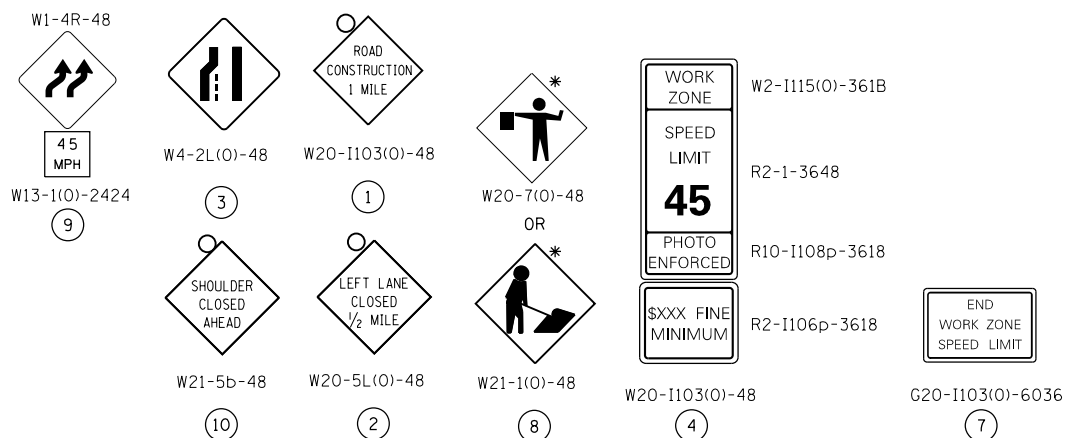 W1-4R-48
45
MPH
W13-1(O)-2424
9
W4-2L(O)-48
3
ROAD
CONSTRUCTION
1 MILE
W20-I103(O)-48
1
*
W20-7(O)-48
OR
*
W21-1(O)-48
8
SHOULDER
CLOSED
AHEAD
W21-5b-48
10
LEFT LANE
CLOSED
1/2 MILE
W20-5L(O)-48
2
WORK
ZONE
W2-I115(O)-361B
SPEED
LIMIT
45
R2-1-3648
PHOTO
ENFORCED
R10-I108p-3618
$XXX FINE
MINIMUM
R2-I106p-3618
W20-I103(O)-48
4
END
WORK ZONE
SPEED LIMIT
G20-I103(O)-6036
7